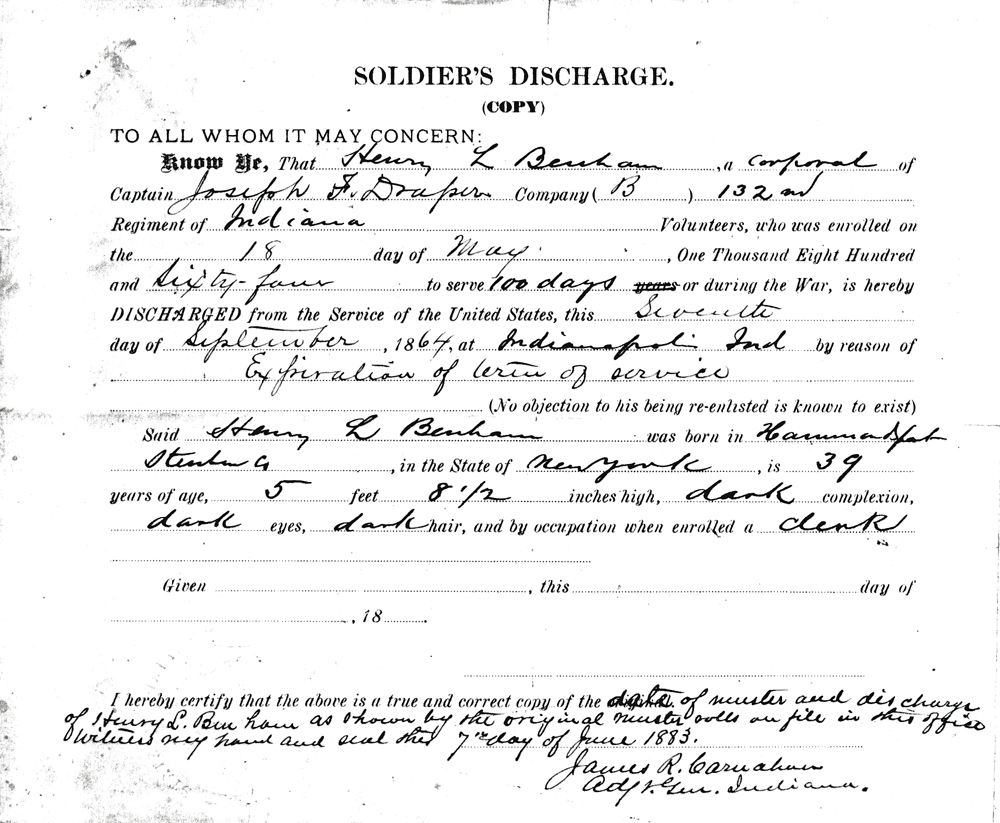 SOLDIER'S DISCHARGE.
(COPY)
TO ALL WHOM IT MAY CONCERN:
Know Ye, That Henry L Benham, a Corporal of
Captain Joseph F. Draper Company (B) 132nd
Regiment of Indiana Volunteers, who was enrolled on
the 18 day of May, One Thousand Eight Hundred
and Sixty-four to serve 100 days years or during the War, is hereby
DISCHARGED from the Service of the United States, this Seventh
day of September, 1864, at Indianapolis Ind by reason of
Expiration of term of service
(No objection to his being re-enlisted is known to exist)
Said Henry L Benham was born in Hammondsport
Steuben Co, in the State of New York, is 39
years of age, 5 feet 8 1/2 inches high, dark complexion,
dark eyes, dark hair, and by occupation when enrolled a clerk
Given, this day of
, 18.
I hereby certify that the above is a true and correct copy of the date of muster and discharge
of Henry L. Benham as shown by the original muster rolls on file in this office
Witness my hand and seal this 7th day of June 1883.
James R. Carnahan
Adjt. Gen. Indiana.